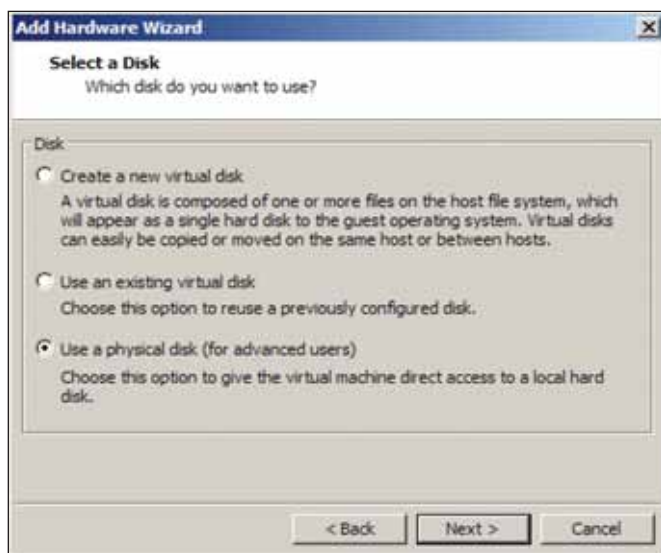 Add Hardware Wizard
Select a Disk
Which disk do you want to use?
Disk
Create a new virtual disk
A virtual disk is composed of one or more files on the host file system, which
will appear as a single hard disk to the guest operating system. Virtual disks
can easily be copied or moved on the same host or between hosts.
Use an existing virtual disk
Choose this option to reuse a previously configured disk.
Use a physical disk (for advanced users)
Choose this option to give the virtual machine direct access to a local hard
disk.
< Back Next > Cancel